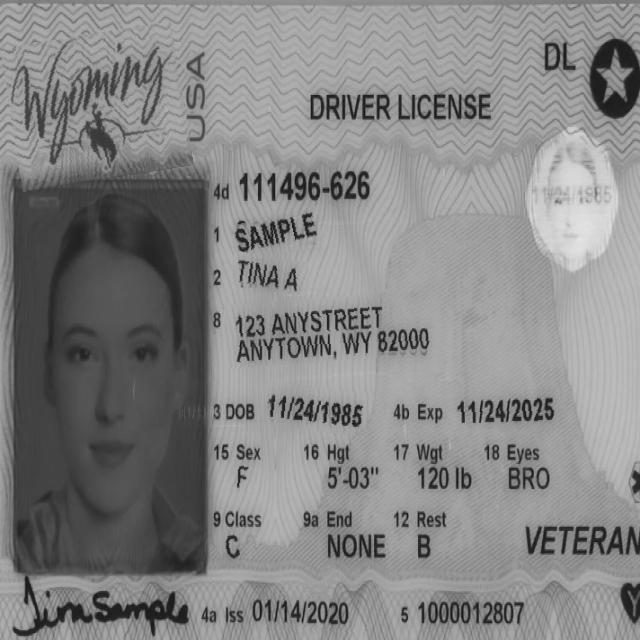 Wyoming
USA
DL
DRIVER LICENSE
4d 111496-626
11/24/1985
1 SAMPLE
2 TINA A
8 123 ANYSTREET
ANYTOWN, WY 82000
3 DOB 11/24/1985 4b Exp 11/24/2025
15 Sex 16 Hgt 17 Wgt 18 Eyes
F 5'-03" 120 lb BRO
9 Class 9a End 12 Rest
C NONE B VETERAN
Tina Sample 4a Iss 01/14/2020 5 1000012807